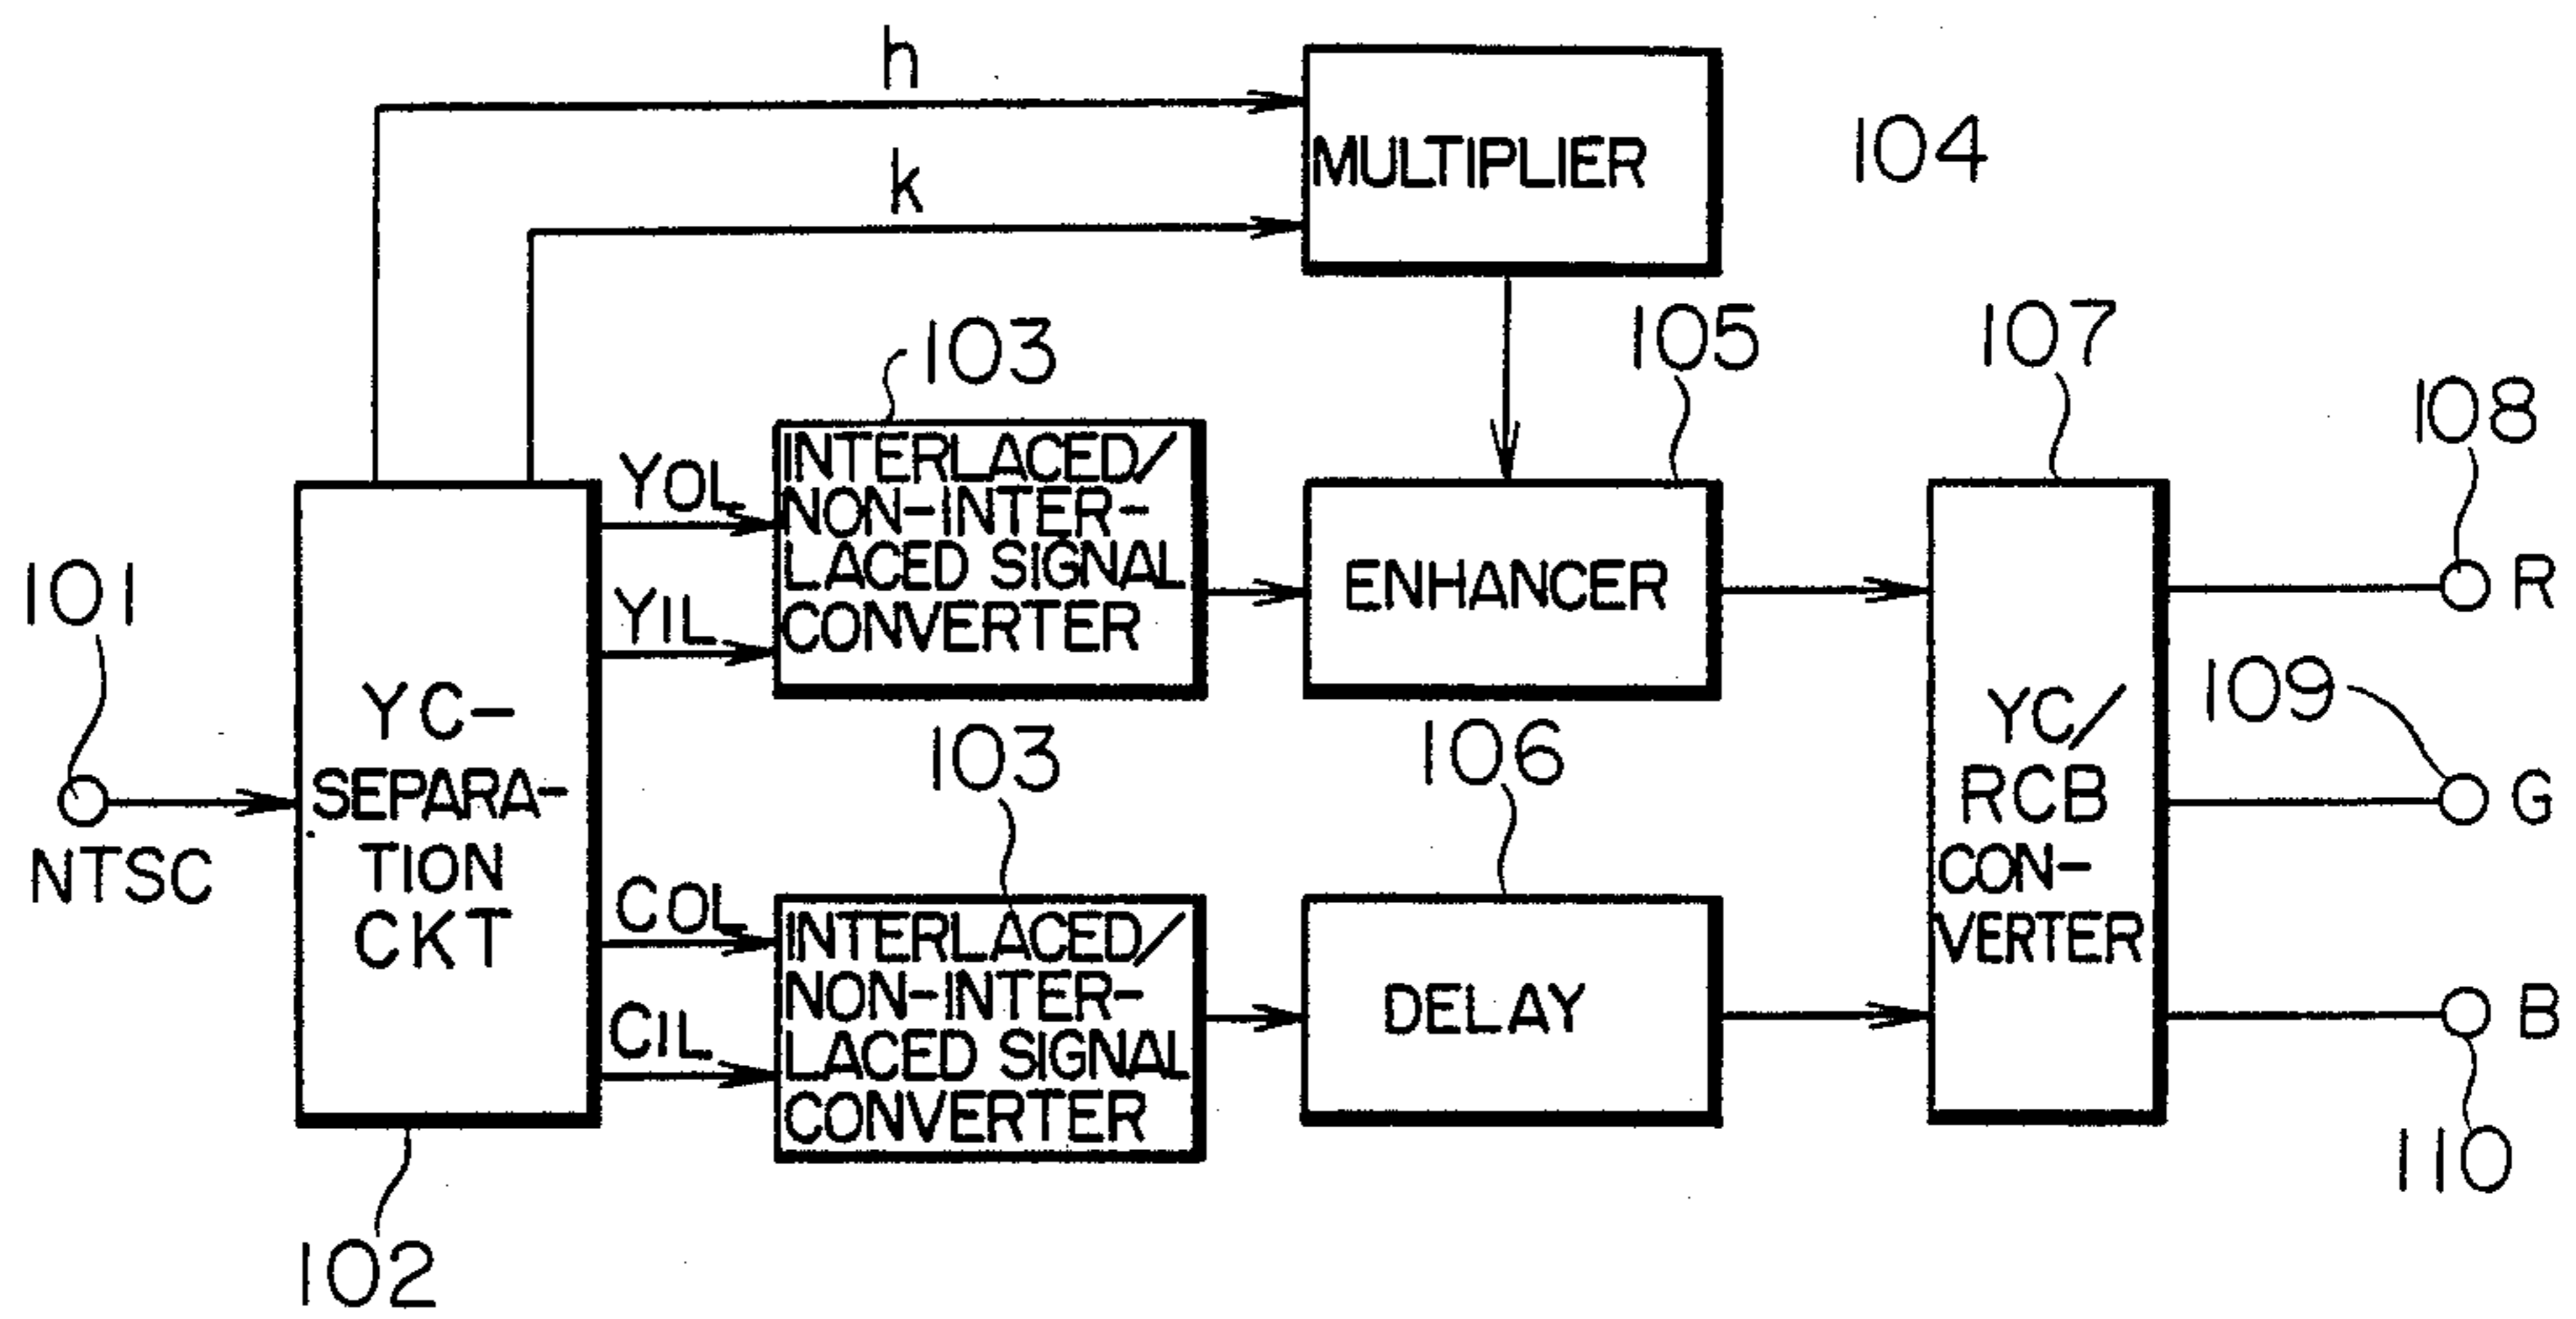 h
MULTIPLIER
104
k
103
105
107
108
INTERLACED/
NON-INTER-
LACED SIGNAL
CONVERTER
YOL
YIL
ENHANCER
R
101
NTSC
YC-
SEPARA-
TION
CKT
102
103
106
109
YC/
RCB
CON-
VERTER
G
COL
CIL
INTERLACED/
NON-INTER-
LACED SIGNAL
CONVERTER
DELAY
B
110